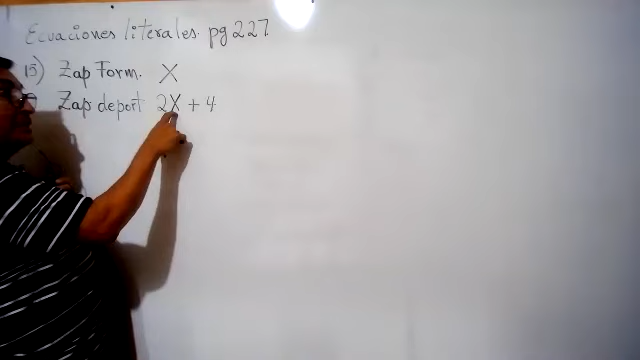 Ecuaciones literales pg 227
15) Zap Form. X
Zap deport 2X + 4